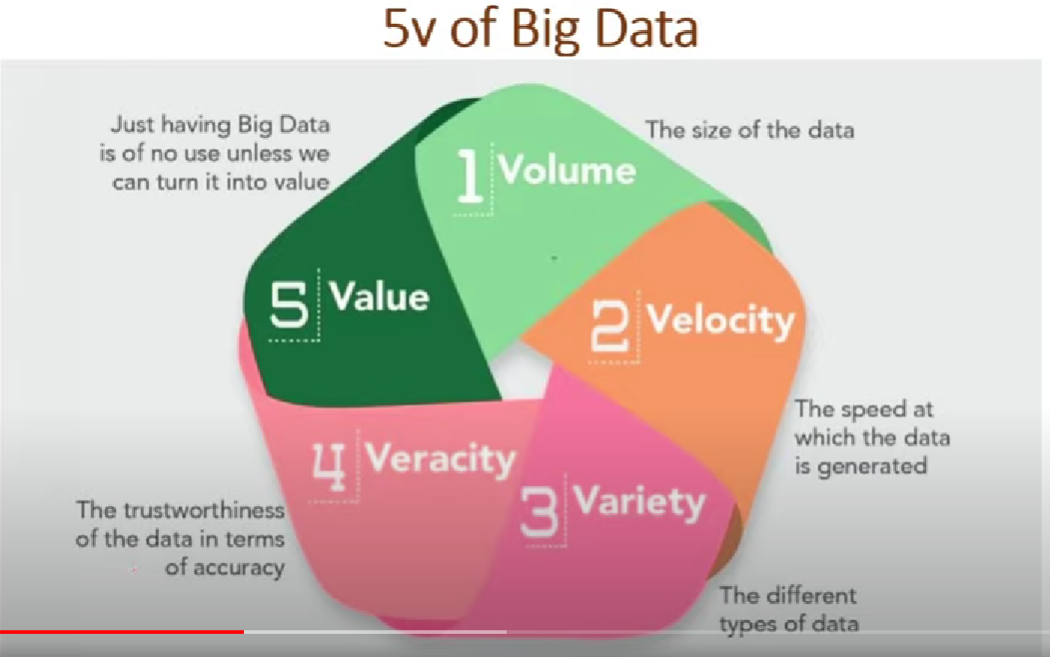 5v of Big Data
Just having Big Data
is of no use unless we
can turn it into value
1 Volume
The size of the data
5 Value
2 Velocity
The speed at
which the data
is generated
4 Veracity
3 Variety
The trustworthiness
of the data in terms
of accuracy
The different
types of data